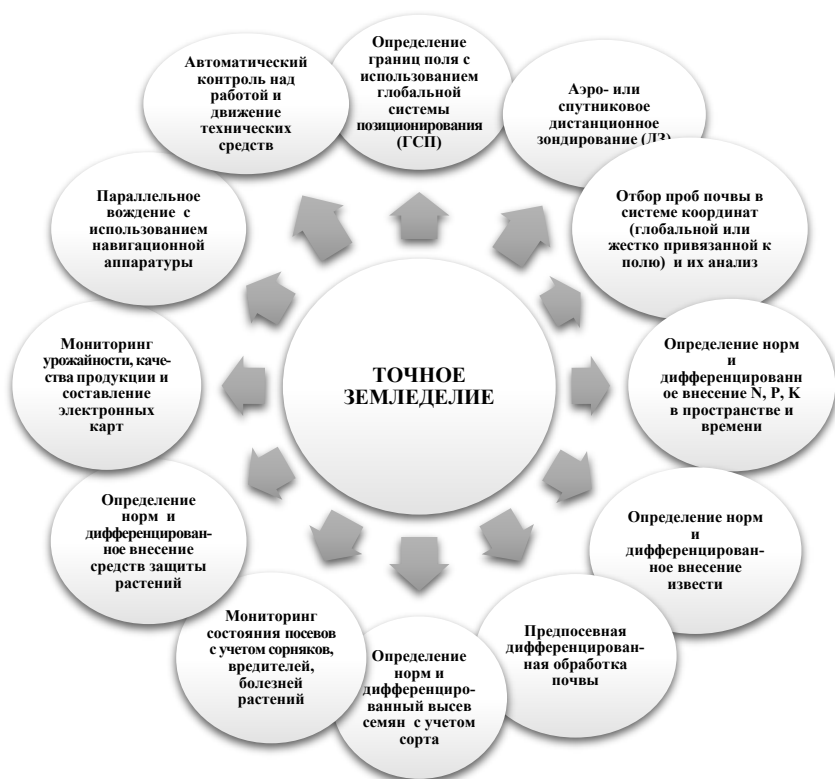 ТОЧНОЕ
ЗЕМЛЕДЕЛИЕ
Определение
границ поля с
использованием
глобальной
системы
позиционирования
(ГСП)
Аэро- или
спутниковое
дистанционное
зондирование (ДЗ)
Отбор проб почвы в
системе координат
(глобальной или
жестко привязанной к
полю) и их анализ
Определение норм
и
дифференцированн
ое внесение N, P, K
в пространстве и
времени
Определение норм
и
дифференцирован-
ное внесение
извести
Предпосевная
дифференцирован-
ная обработка
почвы
Определение
норм и
дифференциро-
ванный высев
семян с учетом
сорта
Мониторинг
состояния посевов
с учетом сорняков,
вредителей,
болезней
растений
Определение
норм и
дифференцирован-
ное внесение
средств защиты
растений
Мониторинг
урожайности, каче-
ства продукции и
составление
электронных
карт
Параллельное
вождение с
использованием
навигационной
аппаратуры
Автоматический
контроль над
работой и
движение
технических
средств